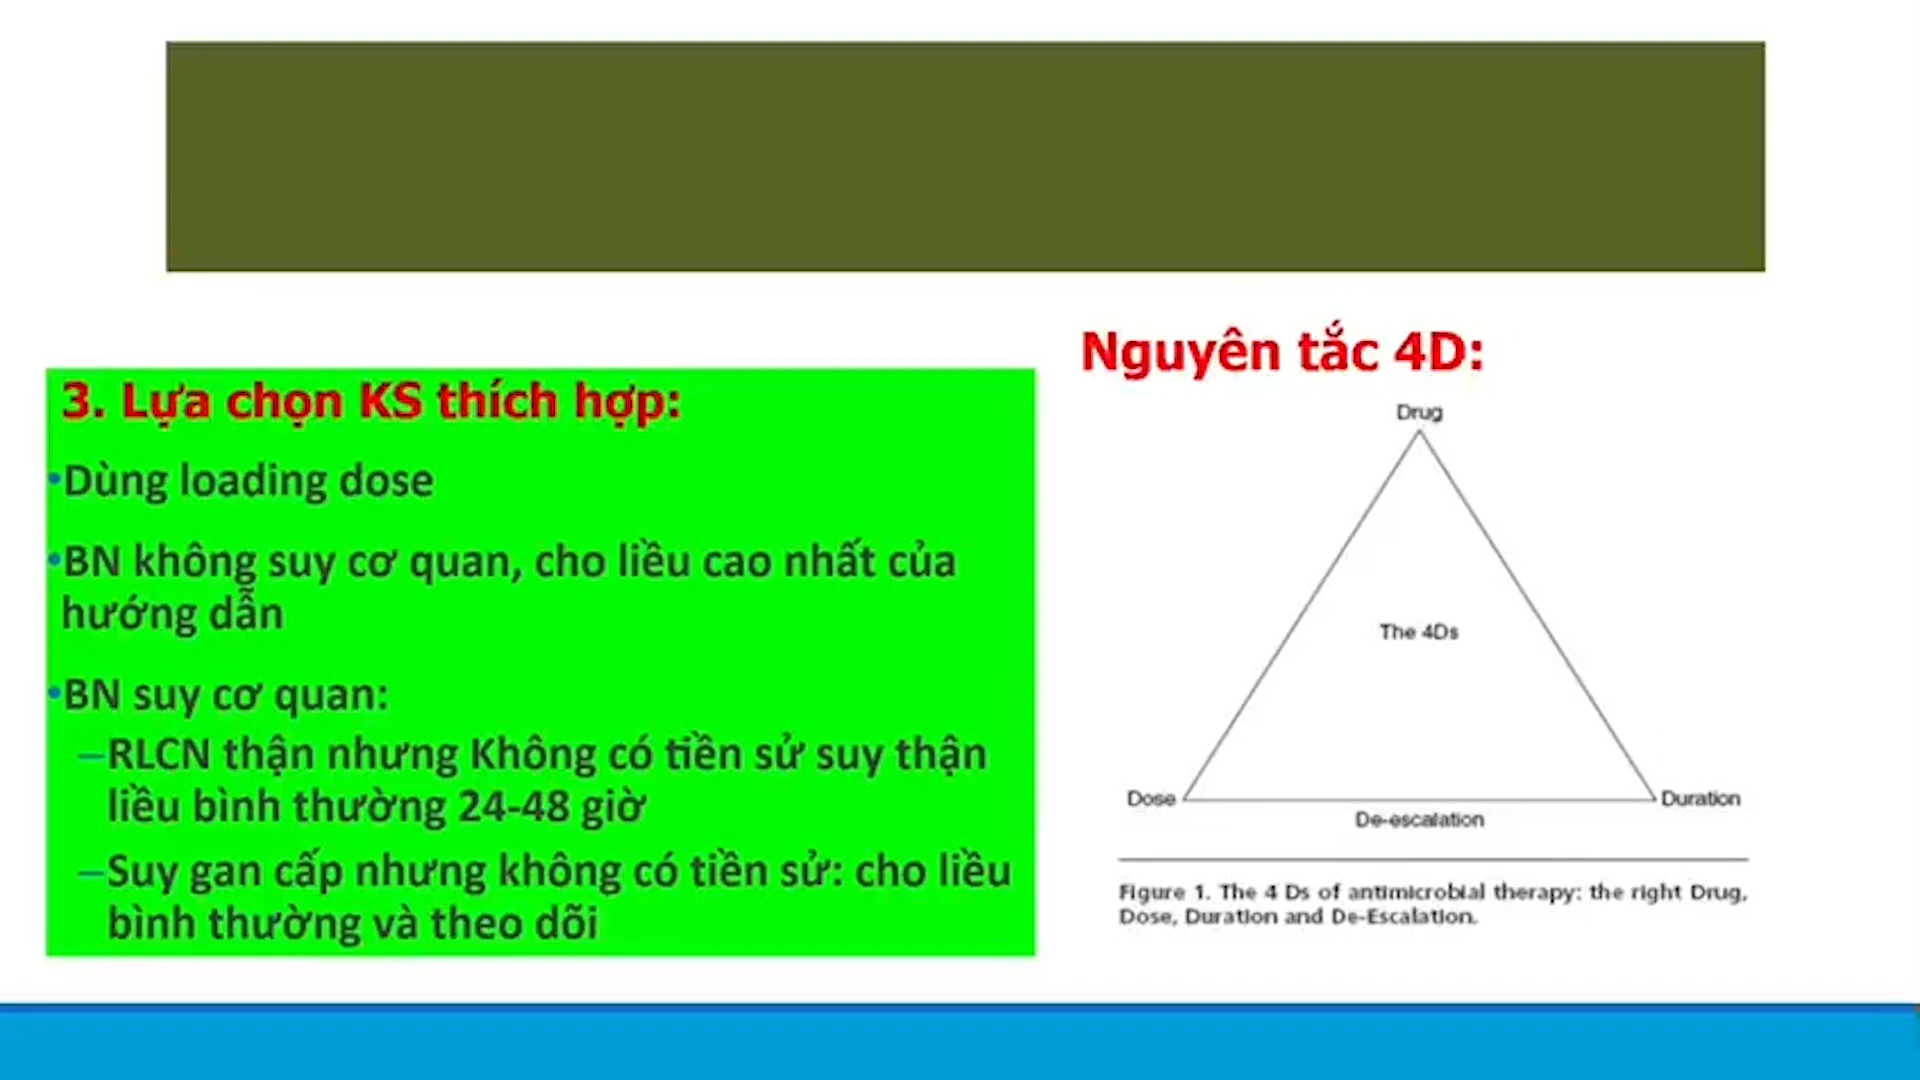 3. Lựa chọn KS thích hợp:
•Dùng loading dose
•BN không suy cơ quan, cho liều cao nhất của
hướng dẫn
•BN suy cơ quan:
–RLCN thận nhưng Không có tiền sử suy thận
liều bình thường 24-48 giờ
–Suy gan cấp nhưng không có tiền sử: cho liều
bình thường và theo dõi
Nguyên tắc 4D:
Drug
The 4Ds
Dose
Duration
De-escalation
Figure 1. The 4 Ds of antimicrobial therapy: the right Drug,
Dose, Duration and De-Escalation.